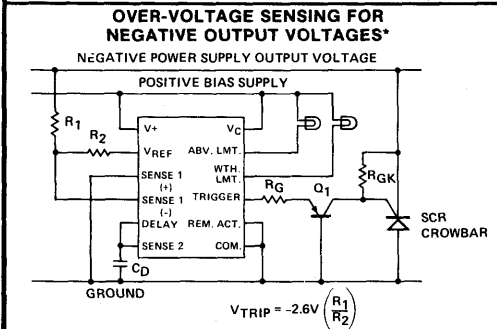 OVER-VOLTAGE SENSING FOR
NEGATIVE OUTPUT VOLTAGES*
NEGATIVE POWER SUPPLY OUTPUT VOLTAGE
POSITIVE BIAS SUPPLY
R1
R2
V+
VC
VREF
ABV. LMT.
SENSE 1
(+)
WTH.
LMT.
SENSE 1
(-)
TRIGGER
RG
Q1
RGK
DELAY
REM. ACT.
SENSE 2
COM.
SCR
CROWBAR
CD
GROUND
VTRIP = -2.6V (R1/R2)